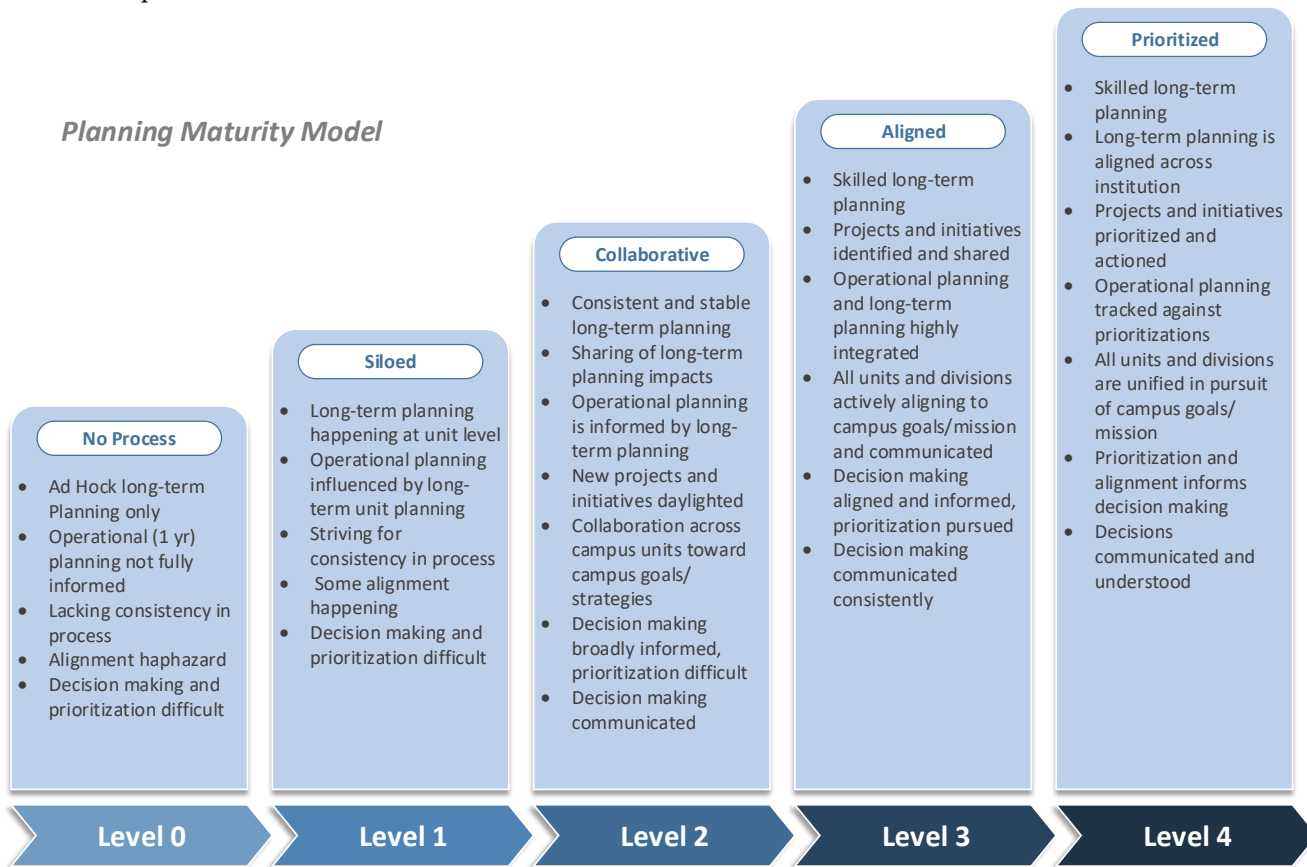 Planning Maturity Model
No Process
• Ad Hock long-term
Planning only
• Operational (1 yr)
planning not fully
informed
• Lacking consistency in
process
• Alignment haphazard
• Decision making and
prioritization difficult
Siloed
• Long-term planning
happening at unit level
• Operational planning
influenced by long-
term unit planning
• Striving for
consistency in process
• Some alignment
happening
• Decision making and
prioritization difficult
Collaborative
• Consistent and stable
long-term planning
• Sharing of long-term
planning impacts
• Operational planning
is informed by long-
term planning
• New projects and
initiatives daylighted
• Collaboration across
campus units toward
campus goals/
strategies
• Decision making
broadly informed,
prioritization difficult
• Decision making
communicated
Aligned
• Skilled long-term
planning
• Projects and initiatives
identified and shared
• Operational planning
and long-term
planning highly
integrated
• All units and divisions
actively aligning to
campus goals/mission
and communicated
• Decision making
aligned and informed,
prioritization pursued
• Decision making
communicated
consistently
Prioritized
• Skilled long-term
planning
• Long-term planning is
aligned across
institution
• Projects and initiatives
prioritized and
actioned
• Operational planning
tracked against
prioritizations
• All units and divisions
are unified in pursuit
of campus goals/
mission
• Prioritization and
alignment informs
decision making
• Decisions
communicated and
understood
Level 0
Level 1
Level 2
Level 3
Level 4